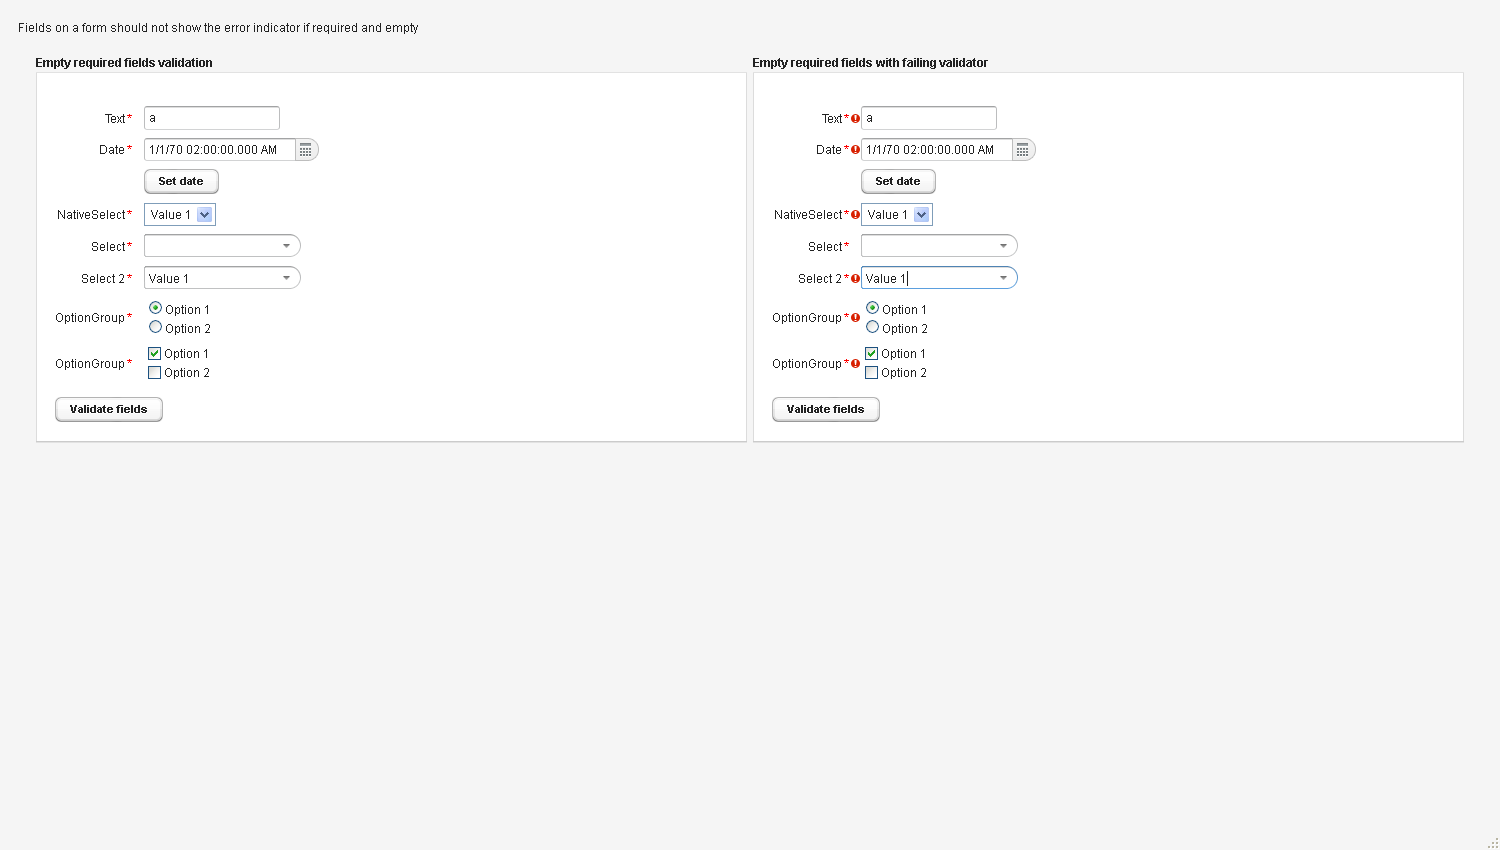 Fields on a form should not show the error indicator if required and empty
Empty required fields validation
Text*
a
Date*
1/1/70 02:00:00.000 AM
Set date
NativeSelect*
Value 1
Select*
Select 2*
Value 1
OptionGroup*
Option 1
Option 2
OptionGroup*
Option 1
Option 2
Validate fields
Empty required fields with failing validator
Text*
a
Date*
1/1/70 02:00:00.000 AM
Set date
NativeSelect*
Value 1
Select*
Select 2*
Value 1
OptionGroup*
Option 1
Option 2
OptionGroup*
Option 1
Option 2
Validate fields